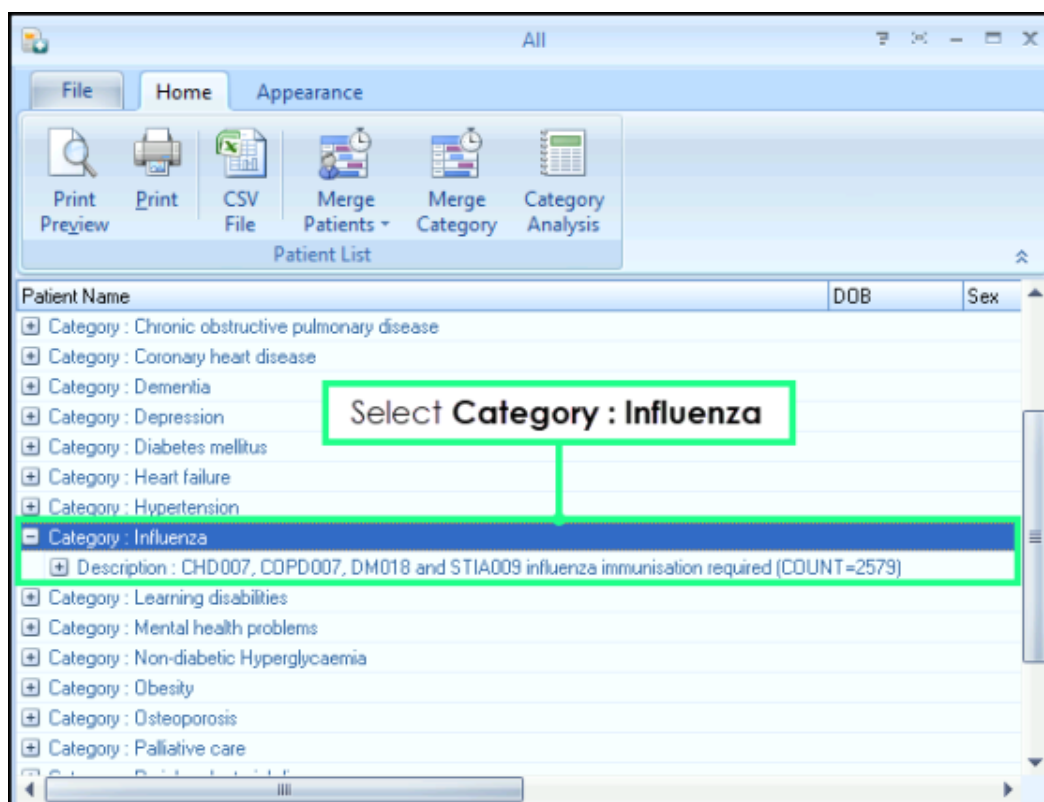 All
File Home Appearance
Print Preview
Print
CSV File
Merge Patients
Merge Category
Category Analysis
Patient List
Patient Name DOB Sex
Category : Chronic obstructive pulmonary disease
Category : Coronary heart disease
Category : Dementia
Category : Depression
Select Category : Influenza
Category : Diabetes mellitus
Category : Heart failure
Category : Hypertension
Category : Influenza
Description : CHD007, COPD007, DM018 and STIA009 influenza immunisation required (COUNT=2579)
Category : Learning disabilities
Category : Mental health problems
Category : Non-diabetic Hyperglycaemia
Category : Obesity
Category : Osteoporosis
Category : Palliative care